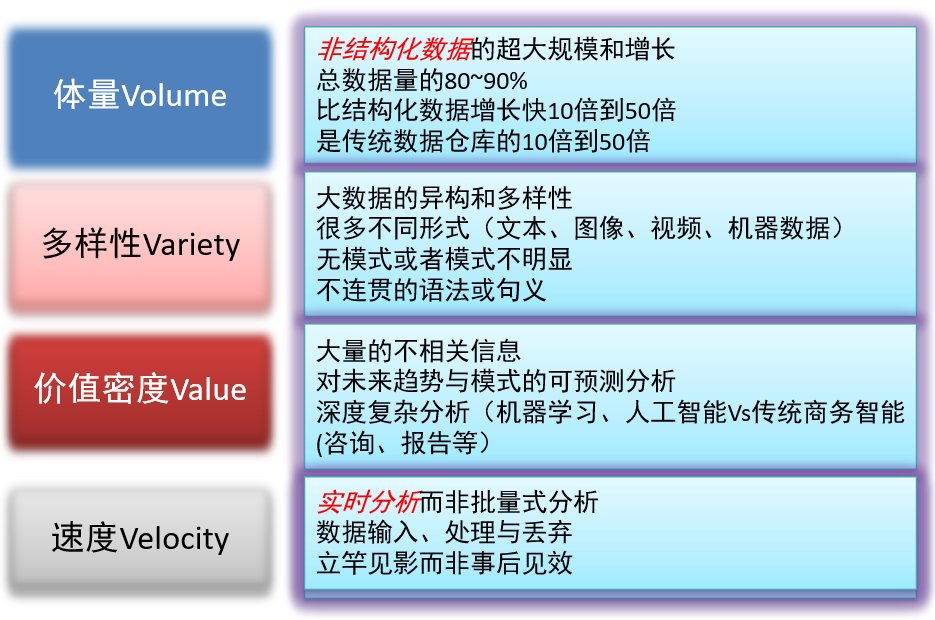 体量Volume
非结构化数据的超大规模和增长
总数据量的80~90%
比结构化数据增长快10倍到50倍
是传统数据仓库的10倍到50倍
多样性Variety
大数据的异构和多样性
很多不同形式（文本、图像、视频、机器数据）
无模式或者模式不明显
不连贯的语法或句义
价值密度Value
大量的不相关信息
对未来趋势与模式的可预测分析
深度复杂分析（机器学习、人工智能Vs传统商务智能
(咨询、报告等）
速度Velocity
实时分析而非批量式分析
数据输入、处理与丢弃
立竿见影而非事后见效